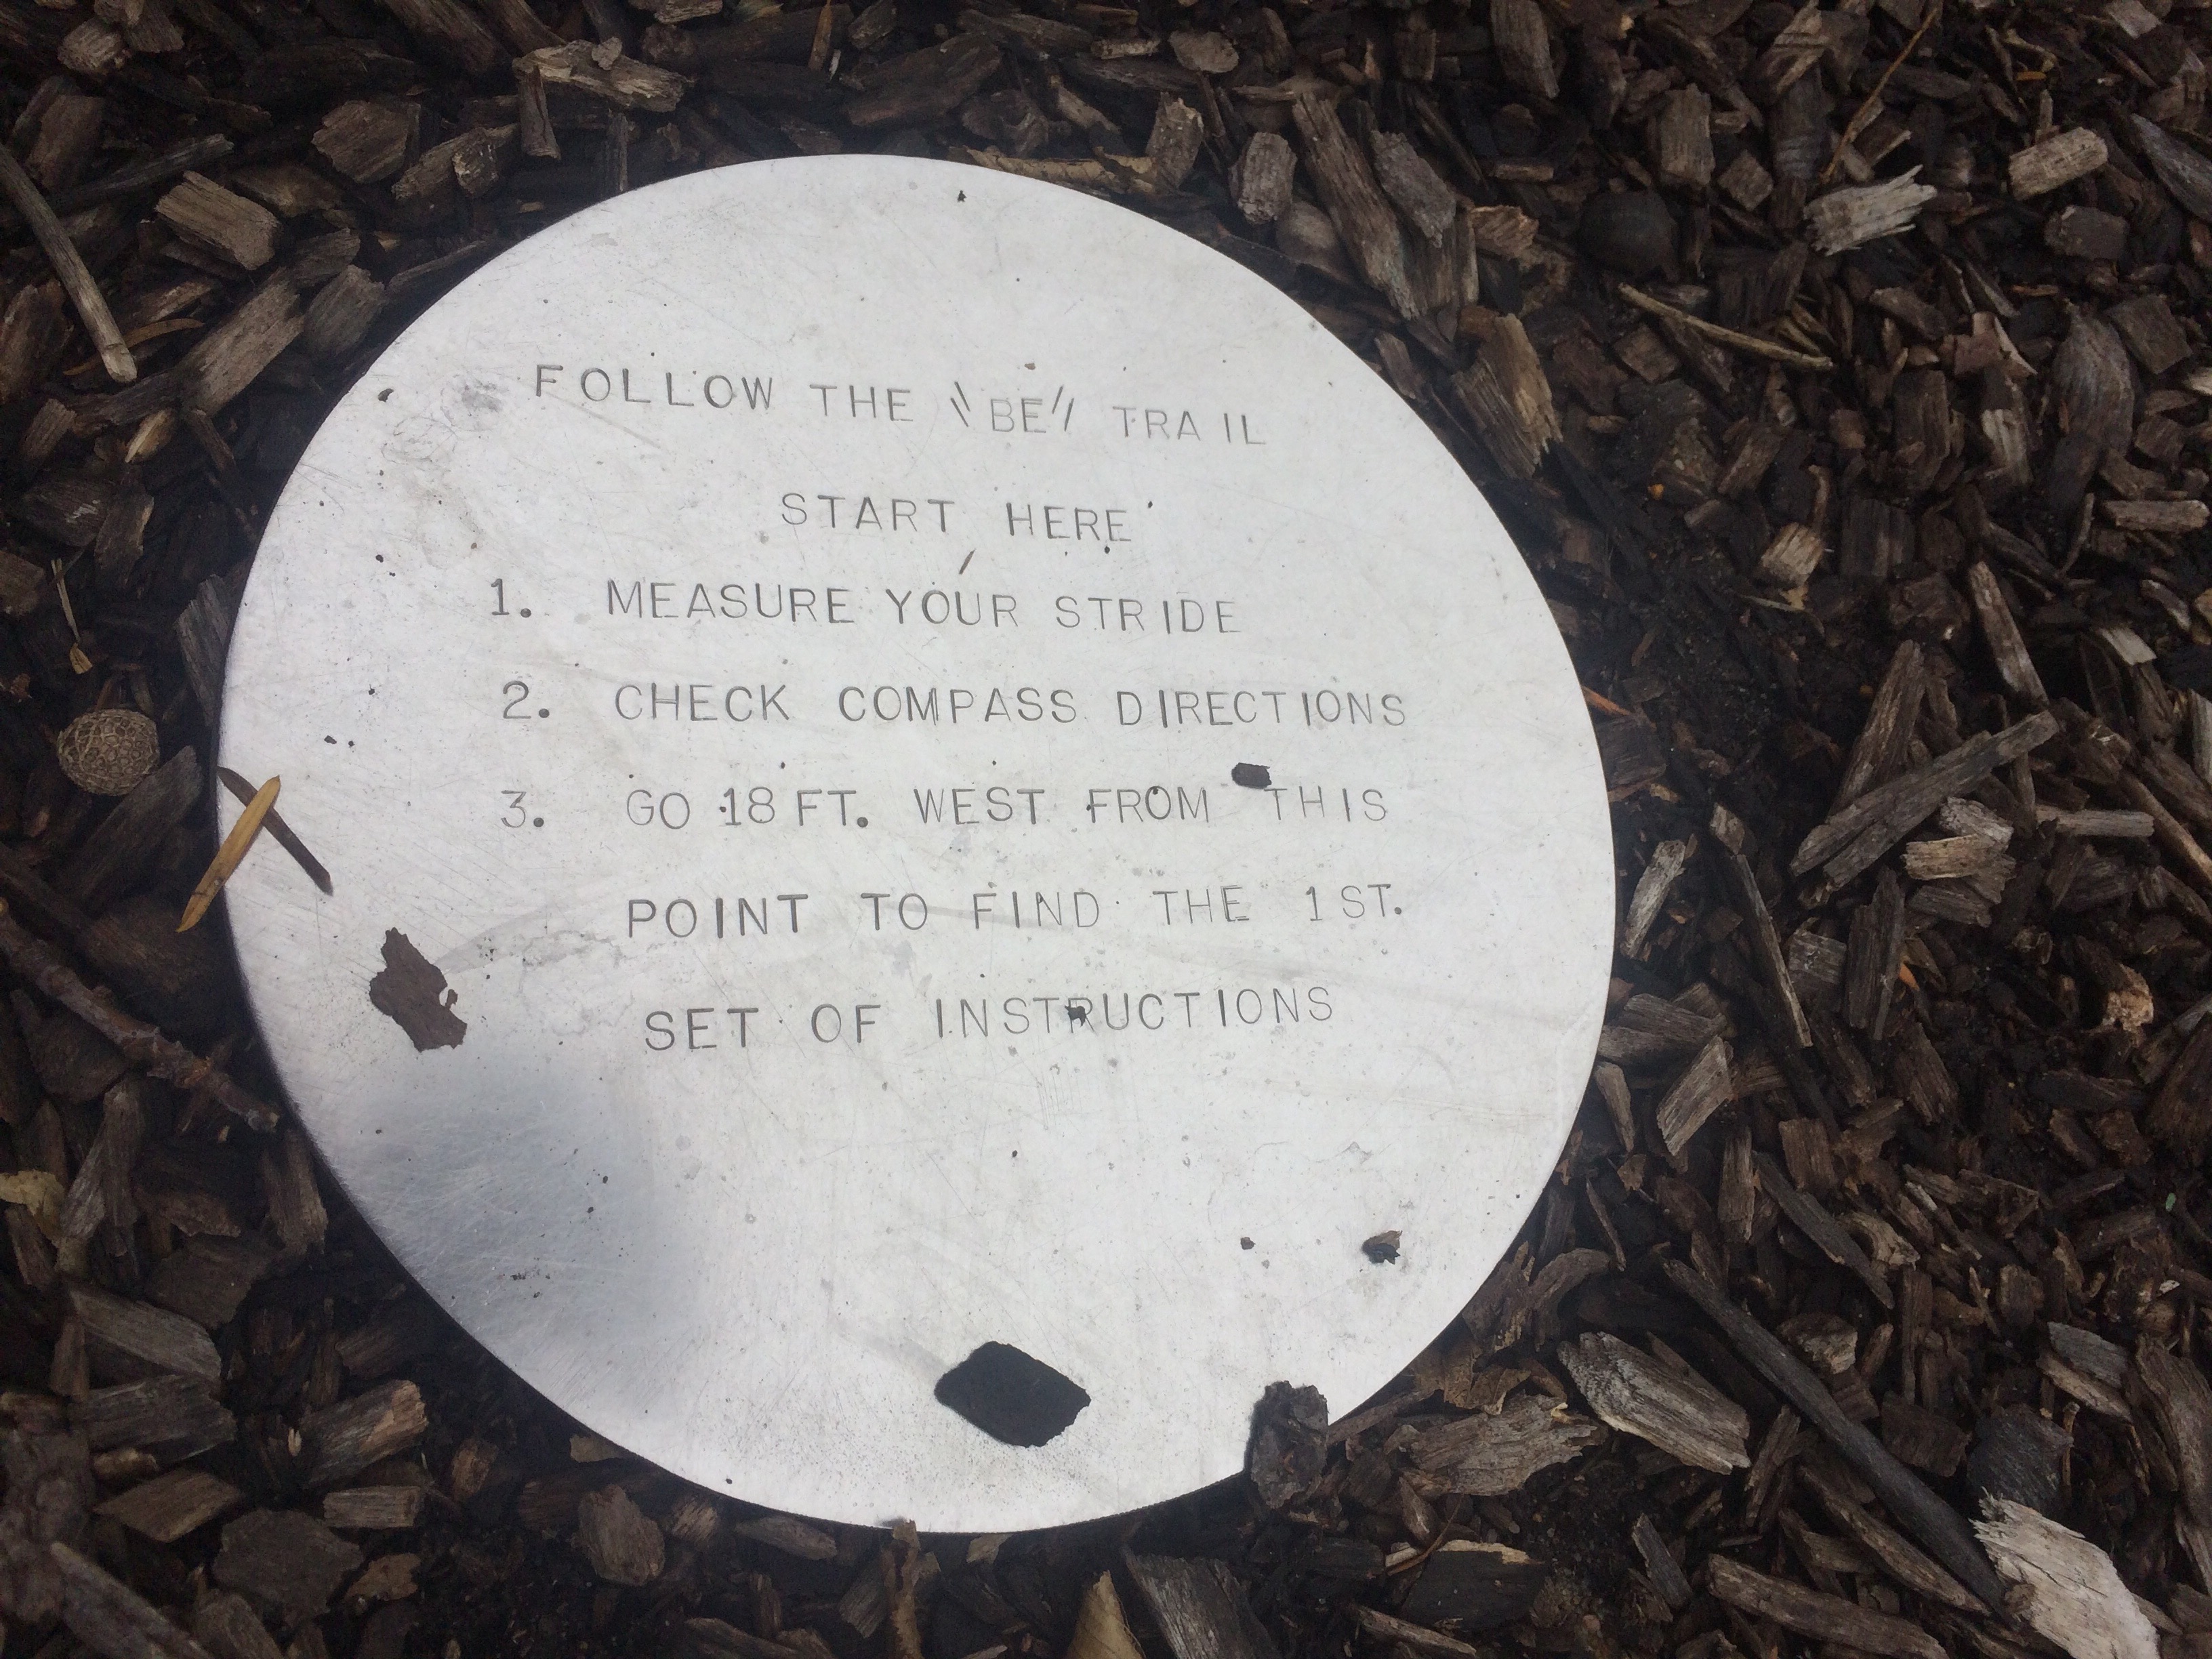 FOLLOW THE "BE" TRAIL
START HERE
1. MEASURE YOUR STRIDE
2. CHECK COMPASS DIRECTIONS
3. GO 18 FT. WEST FROM THIS
POINT TO FIND THE 1ST.
SET OF INSTRUCTIONS